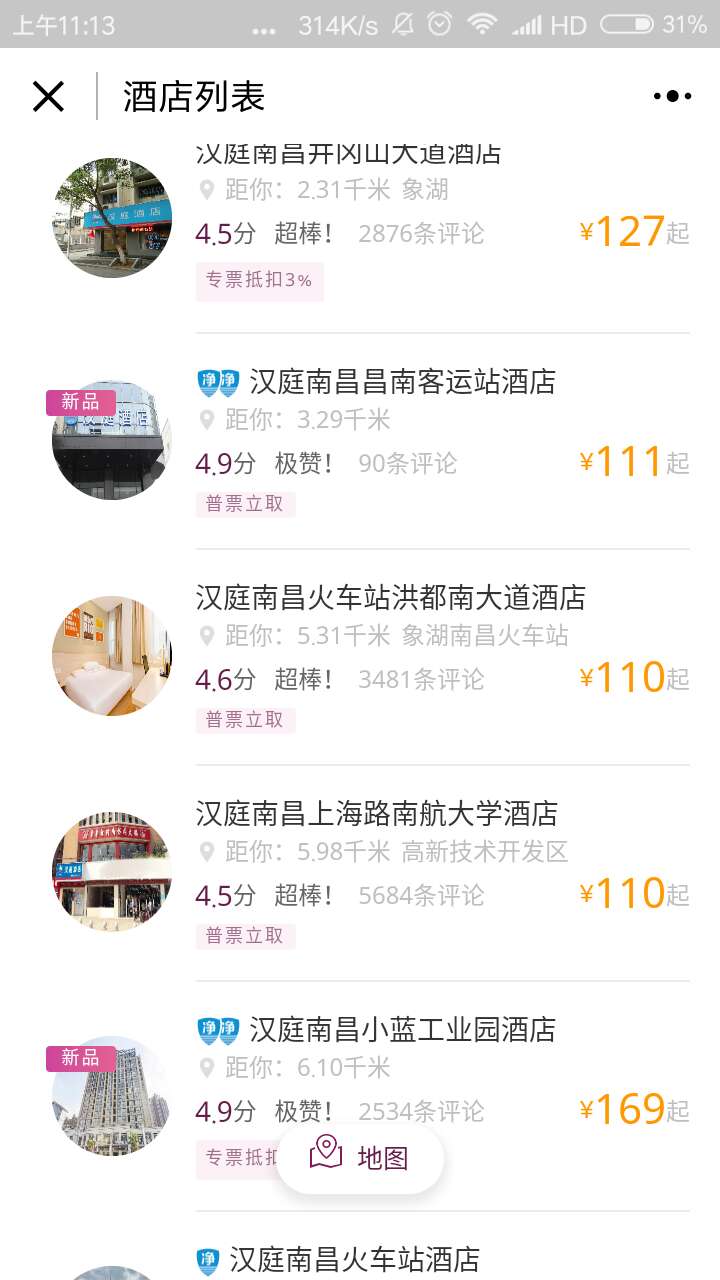 上午11:13 ... 314K/s HD 31%
酒店列表
汉庭南昌井冈山大道酒店
距你：2.31千米 象湖
4.5分 超棒！ 2876条评论 ¥127起
专票抵扣3%
新品
净净 汉庭南昌昌南客运站酒店
距你：3.29千米
4.9分 极赞！ 90条评论 ¥111起
普票立取
汉庭南昌火车站洪都南大道酒店
距你：5.31千米 象湖南昌火车站
4.6分 超棒！ 3481条评论 ¥110起
普票立取
汉庭南昌上海路南航大学酒店
距你：5.98千米 高新技术开发区
4.5分 超棒！ 5684条评论 ¥110起
普票立取
新品
净净 汉庭南昌小蓝工业园酒店
距你：6.10千米
4.9分 极赞！ 2534条评论 ¥169起
专票抵扣
地图
净 汉庭南昌火车站酒店